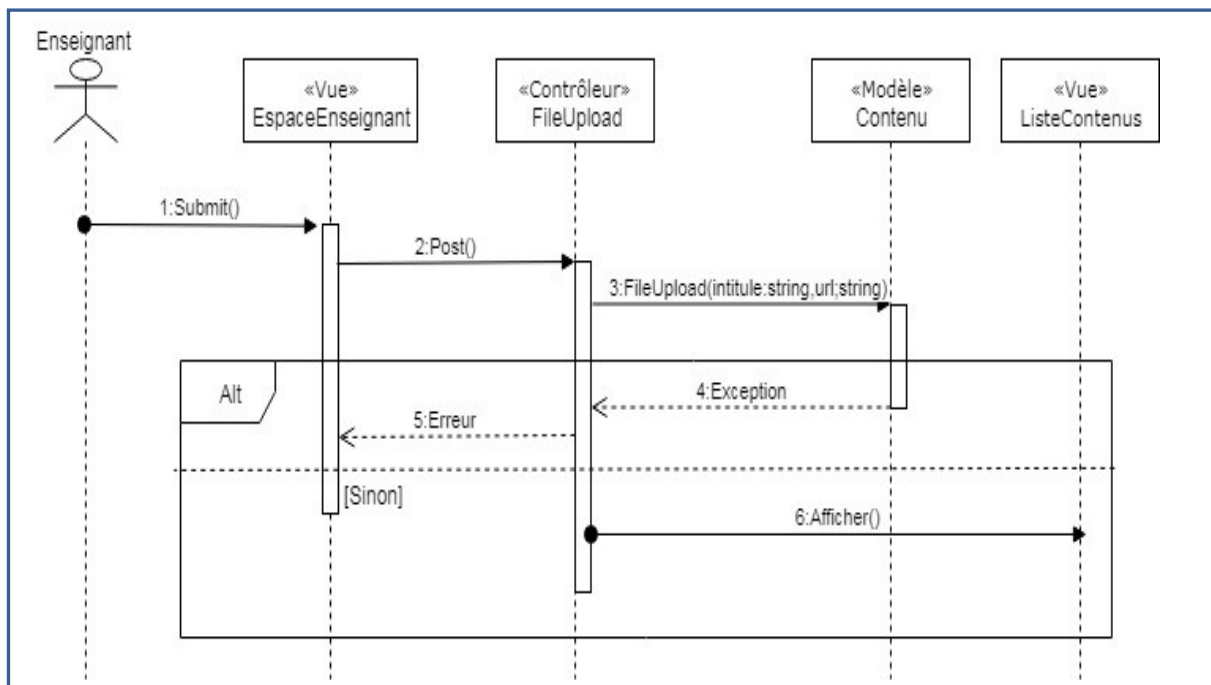 Enseignant
«Vue»
EspaceEnseignant
«Contrôleur»
FileUpload
«Modèle»
Contenu
«Vue»
ListeContenus
1:Submit()
2:Post()
3:FileUpload(intitule:string,url;string)
Alt
4:Exception
5:Erreur
[Sinon]
6:Afficher()